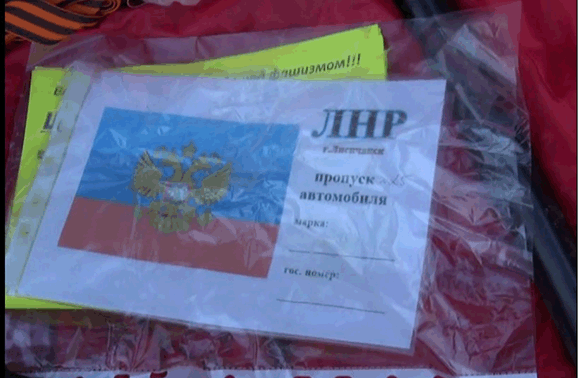 фашизмом!!!
ЛНР
г.Лисичанск
пропуск
автомобиля
марка:
гос. номер: